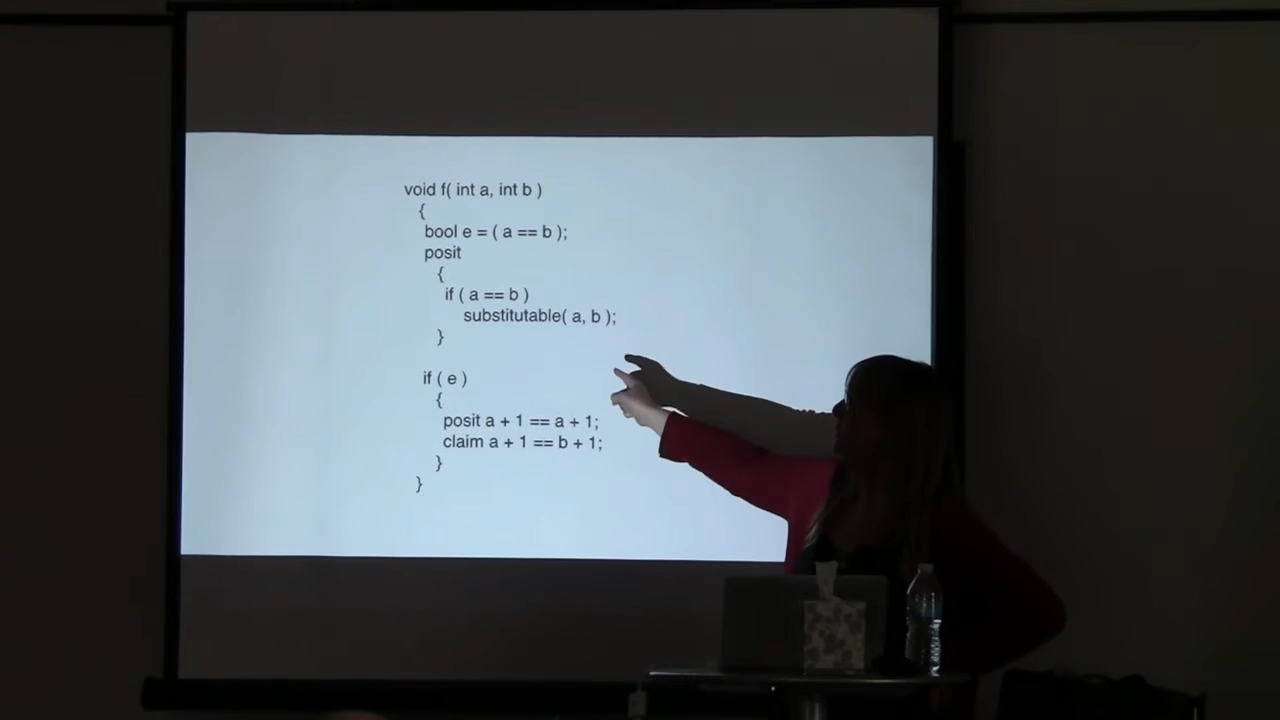 void f( int a, int b )
{
bool e = ( a == b );
posit
{
if ( a == b )
substitutable( a, b );
}
if ( e )
{
posit a + 1 == a + 1;
claim a + 1 == b + 1;
}
}